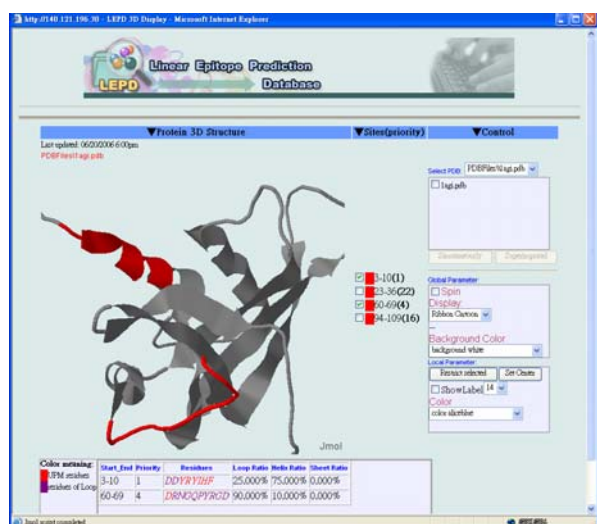 http://140.121.196.30 - LEPD 3D Display - Microsoft Internet Explorer
LEPD
Linear Epitope Prediction
Database
▼Protein 3D Structure
▼Sites(priority)
▼Control
Last updated: 06/20/2006 6:00pm
PDBFiles\1agi.pdb
Select PDB: PDBFiles\1agi.pdb
1agi.pdb
3-10(1)
23-36(22)
60-69(4)
94-109(16)
Global Parameter:
Spin
Display
Ribbon Cartoon
Background Color
background white
Local Parameter:
Restrict selected
Set Center
ShowLabel 14
Color
color slateblue
Jmol
Color meaning:
UPM residues
residues of Loop
Start_End Priority Residues Loop Ratio Helix Ratio Sheet Ratio
3-10 1 DDYRYIHF 25.000% 75.000% 0.000%
60-69 4 DRNGQPYRGD 90.000% 10.000% 0.000%
Jmol script completed